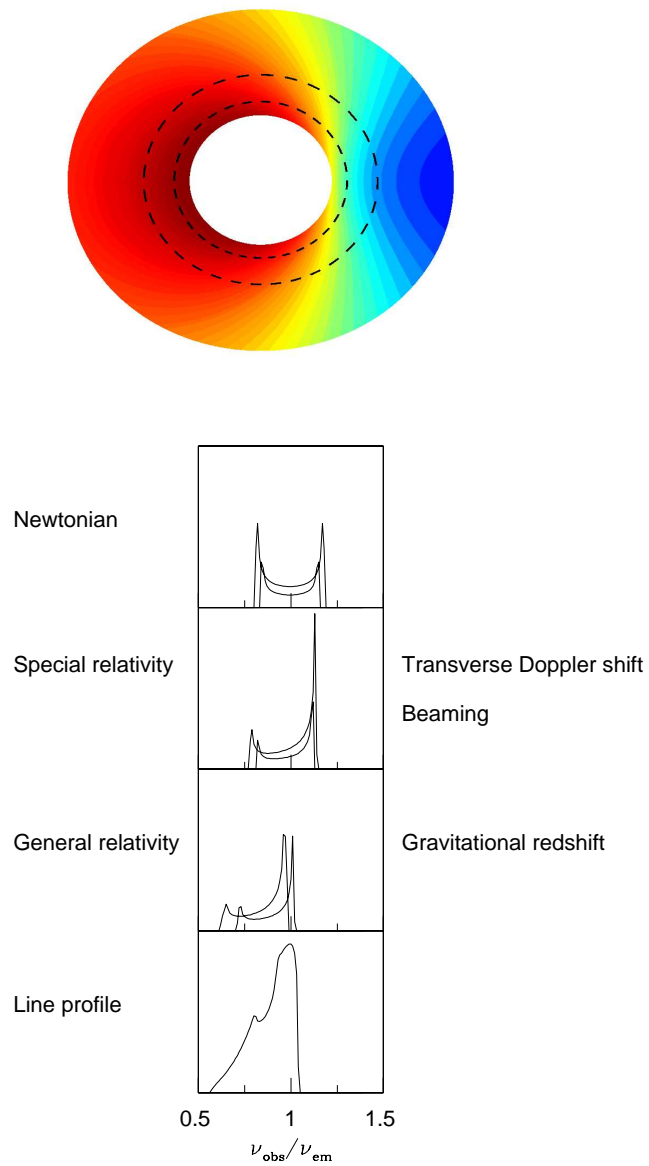 Newtonian
Special relativity
Transverse Doppler shift
Beaming
General relativity
Gravitational redshift
Line profile
0.5 1 1.5
ν_obs/ν_em